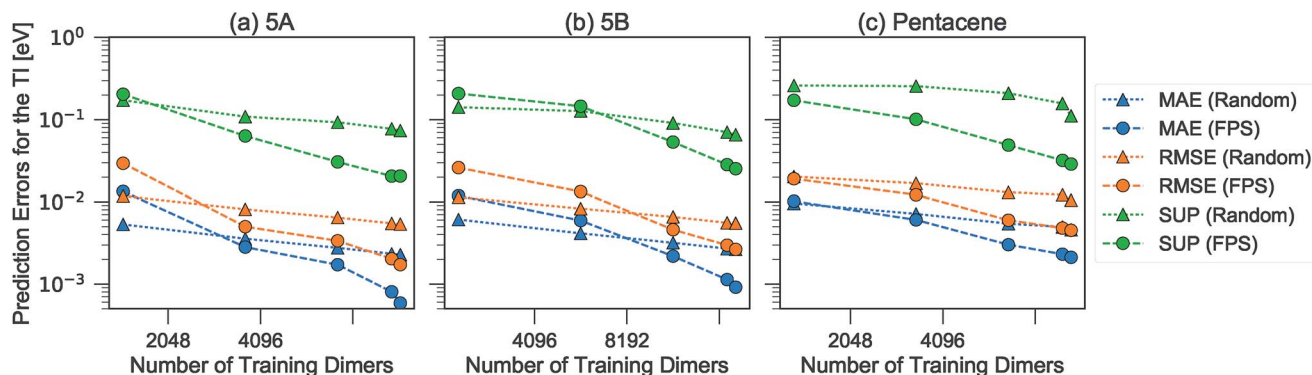 (a) 5A
(b) 5B
(c) Pentacene
Prediction Errors for the TI [eV]
10⁰
10⁻¹
10⁻²
10⁻³
2048 4096
4096 8192
2048 4096
Number of Training Dimers
Number of Training Dimers
Number of Training Dimers
MAE (Random)
MAE (FPS)
RMSE (Random)
RMSE (FPS)
SUP (Random)
SUP (FPS)